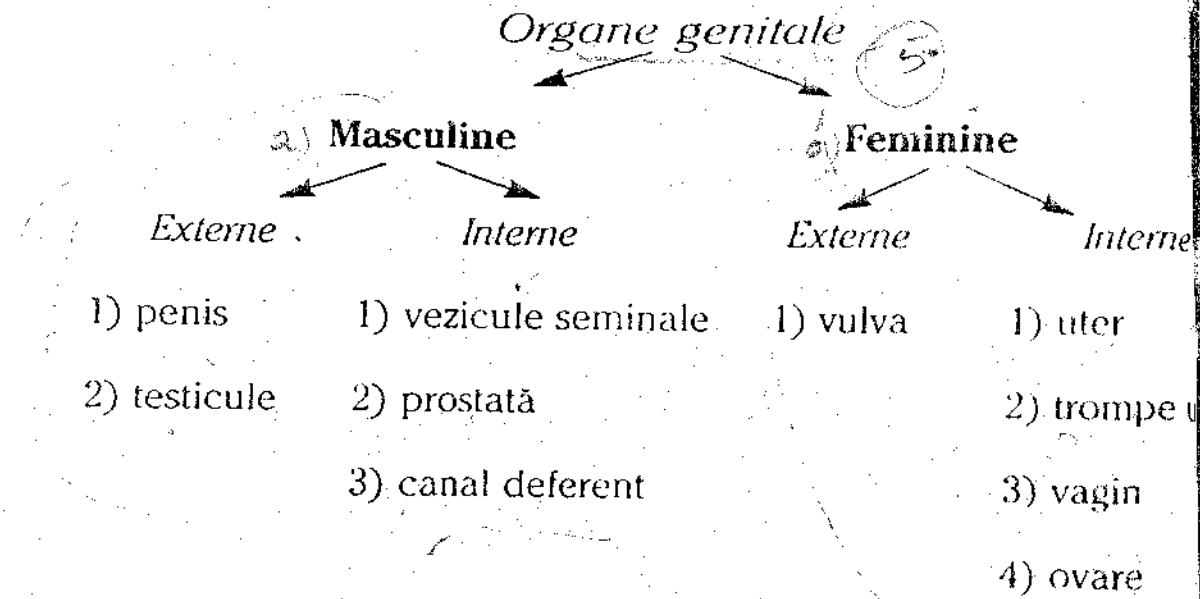 Organe genitale
5.
a) Masculine
Feminine
Externe
Interne
Externe
Interne
1) penis
1) vezicule seminale
1) vulva
1) uter
2) testicule
2) prostată
2) trompe
3) canal deferent
3) vagin
4) ovare